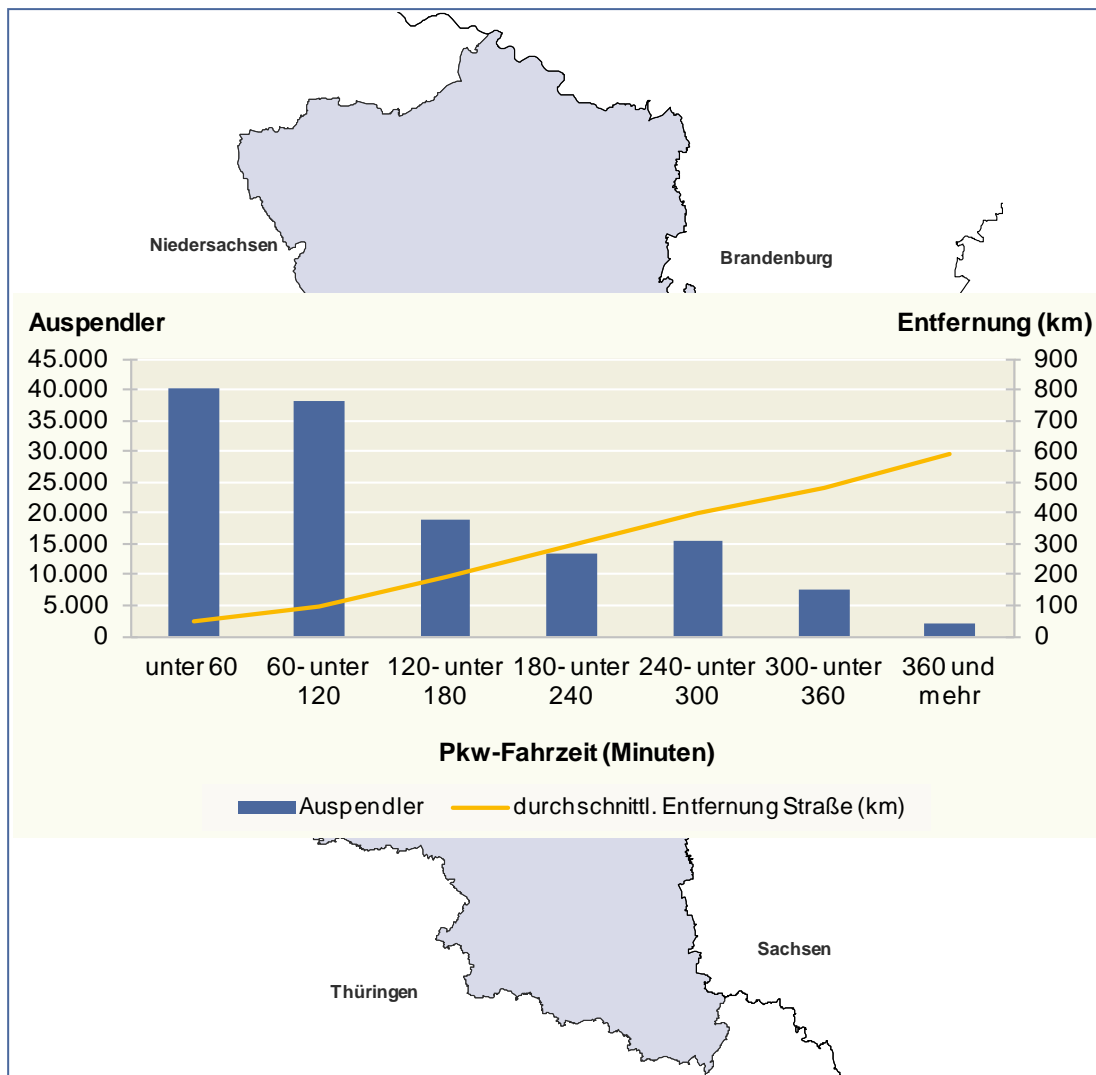 Niedersachsen
Brandenburg
Auspendler
Entfernung (km)
45.000
40.000
35.000
30.000
25.000
20.000
15.000
10.000
5.000
0
900
800
700
600
500
400
300
200
100
0
unter 60
60- unter
120
120- unter
180
180- unter
240
240- unter
300
300- unter
360
360 und
mehr
Pkw-Fahrzeit (Minuten)
Auspendler
durchschnittl. Entfernung Straße (km)
Sachsen
Thüringen